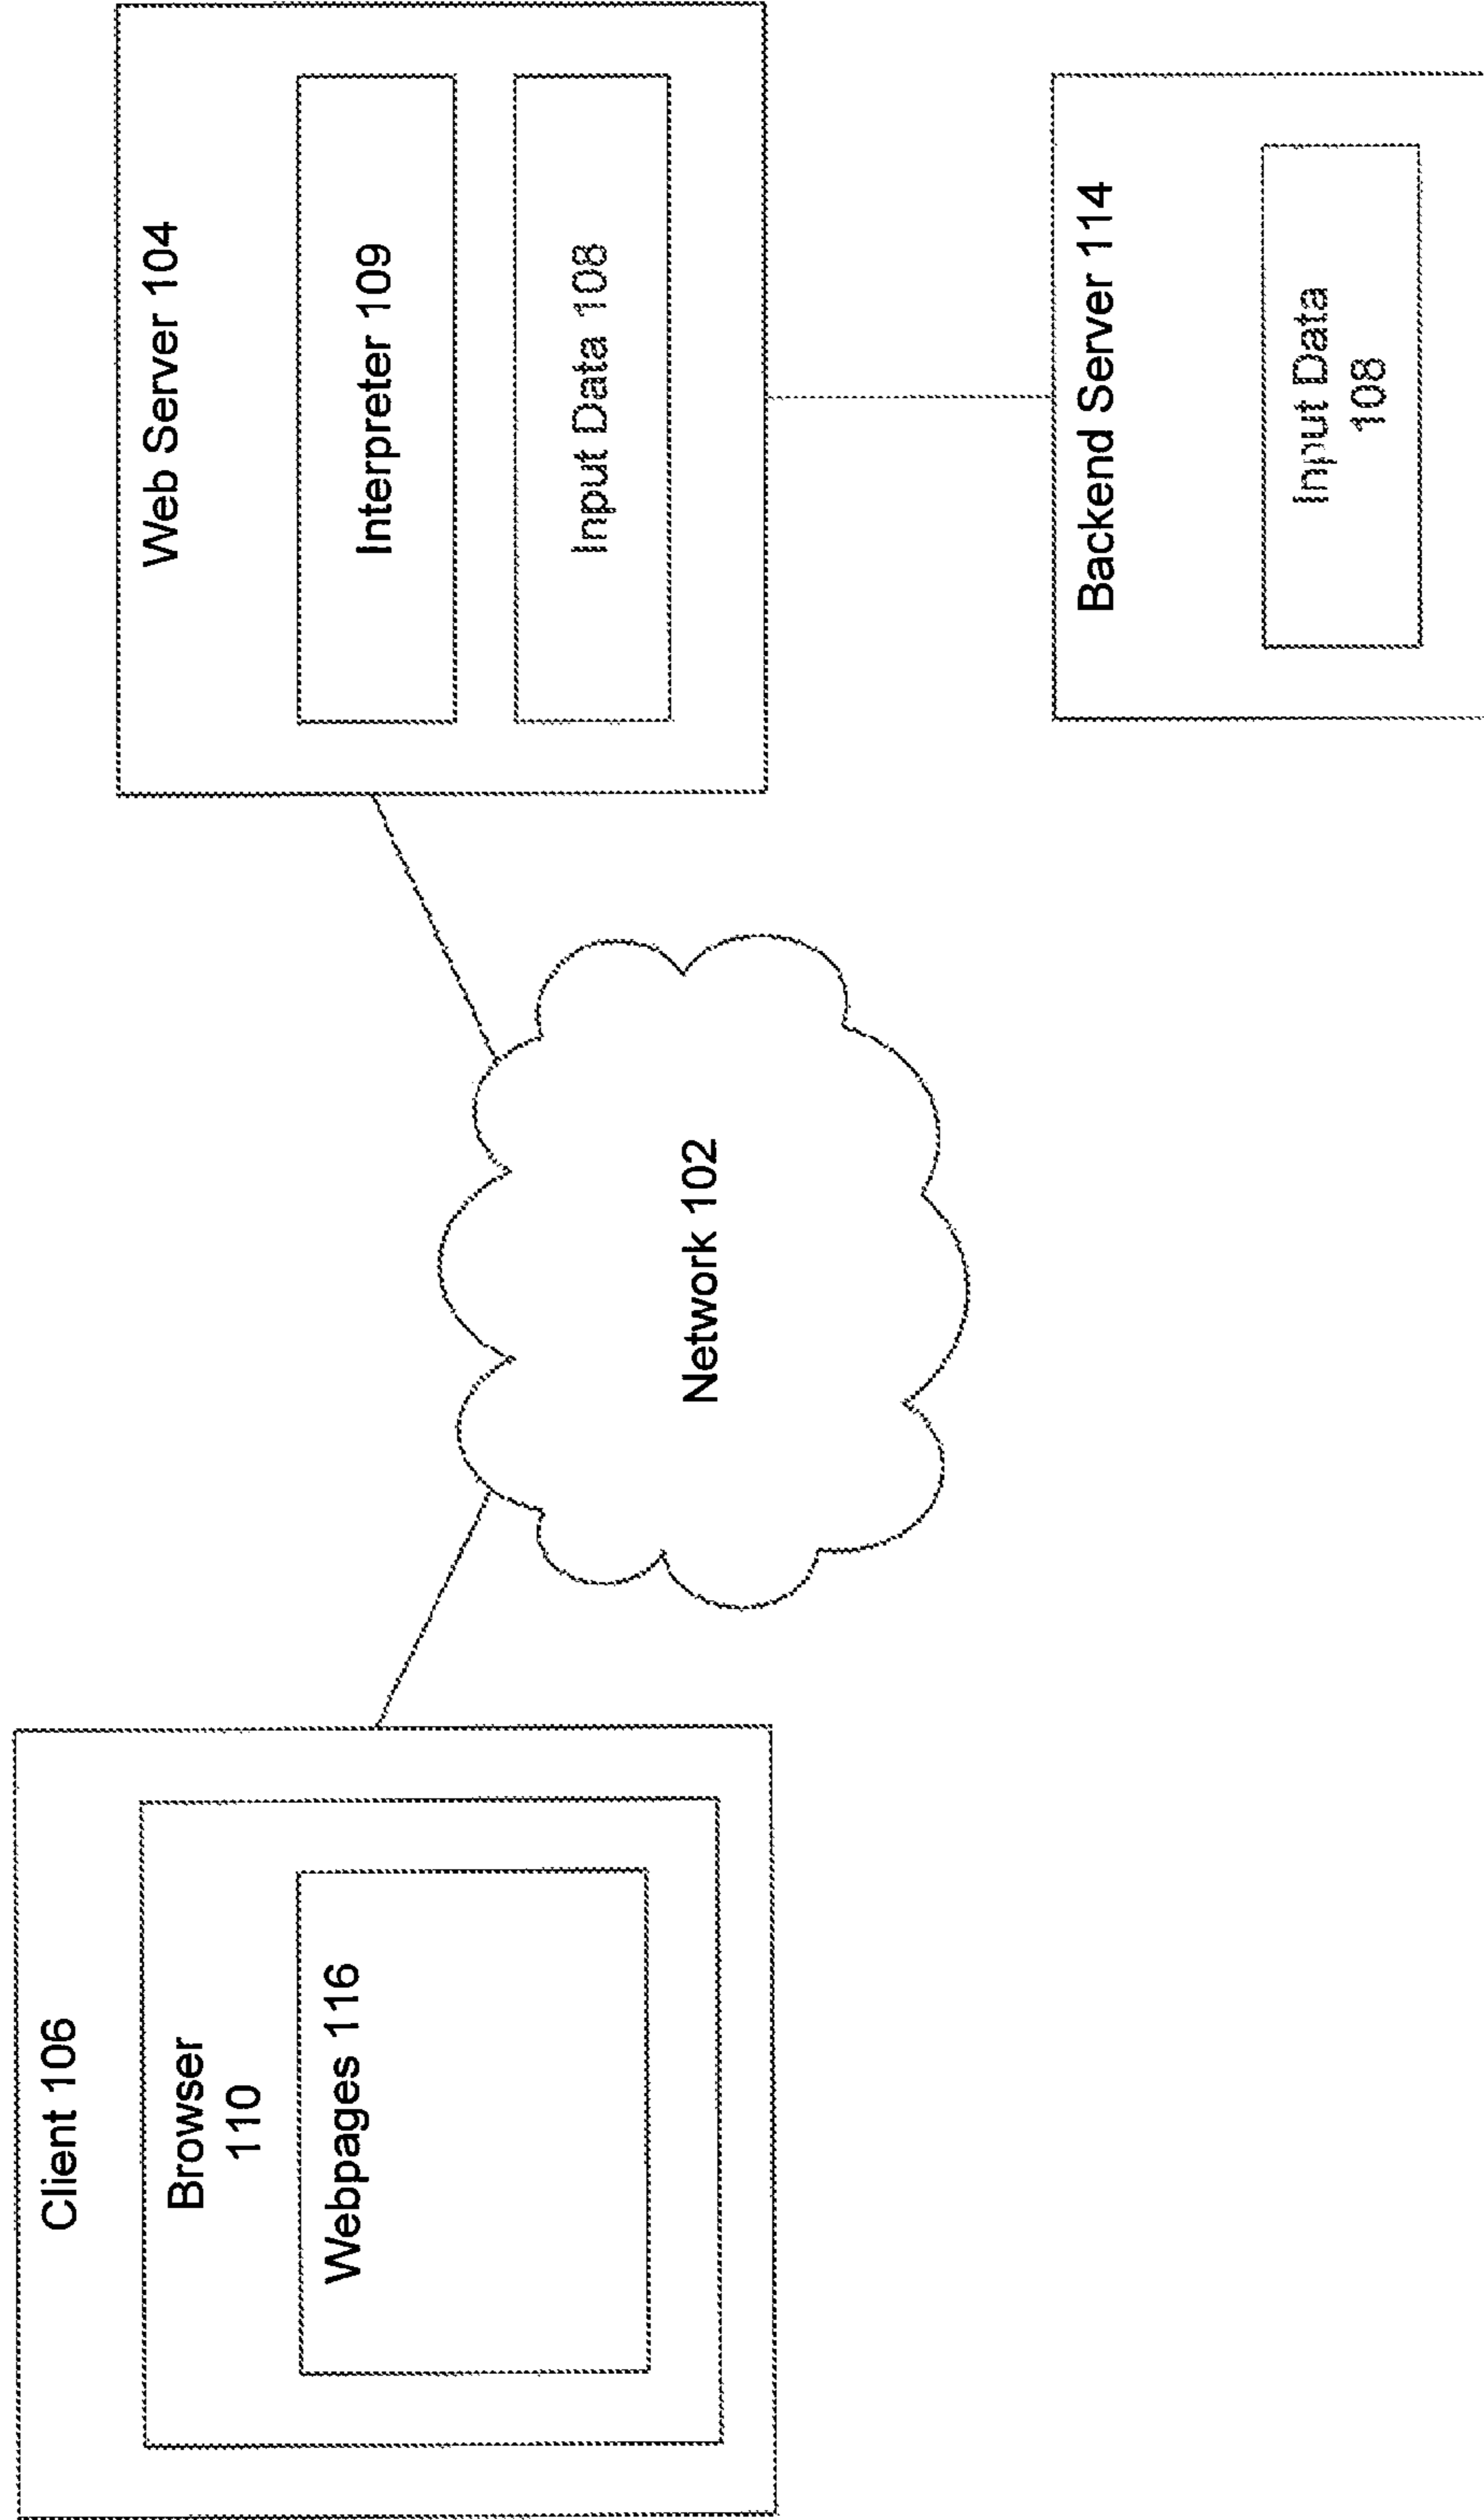 Client 106
Browser
110
Webpages 116
Network 102
Web Server 104
Interpreter 109
Input Data 108
Backend Server 114
Input Data
108